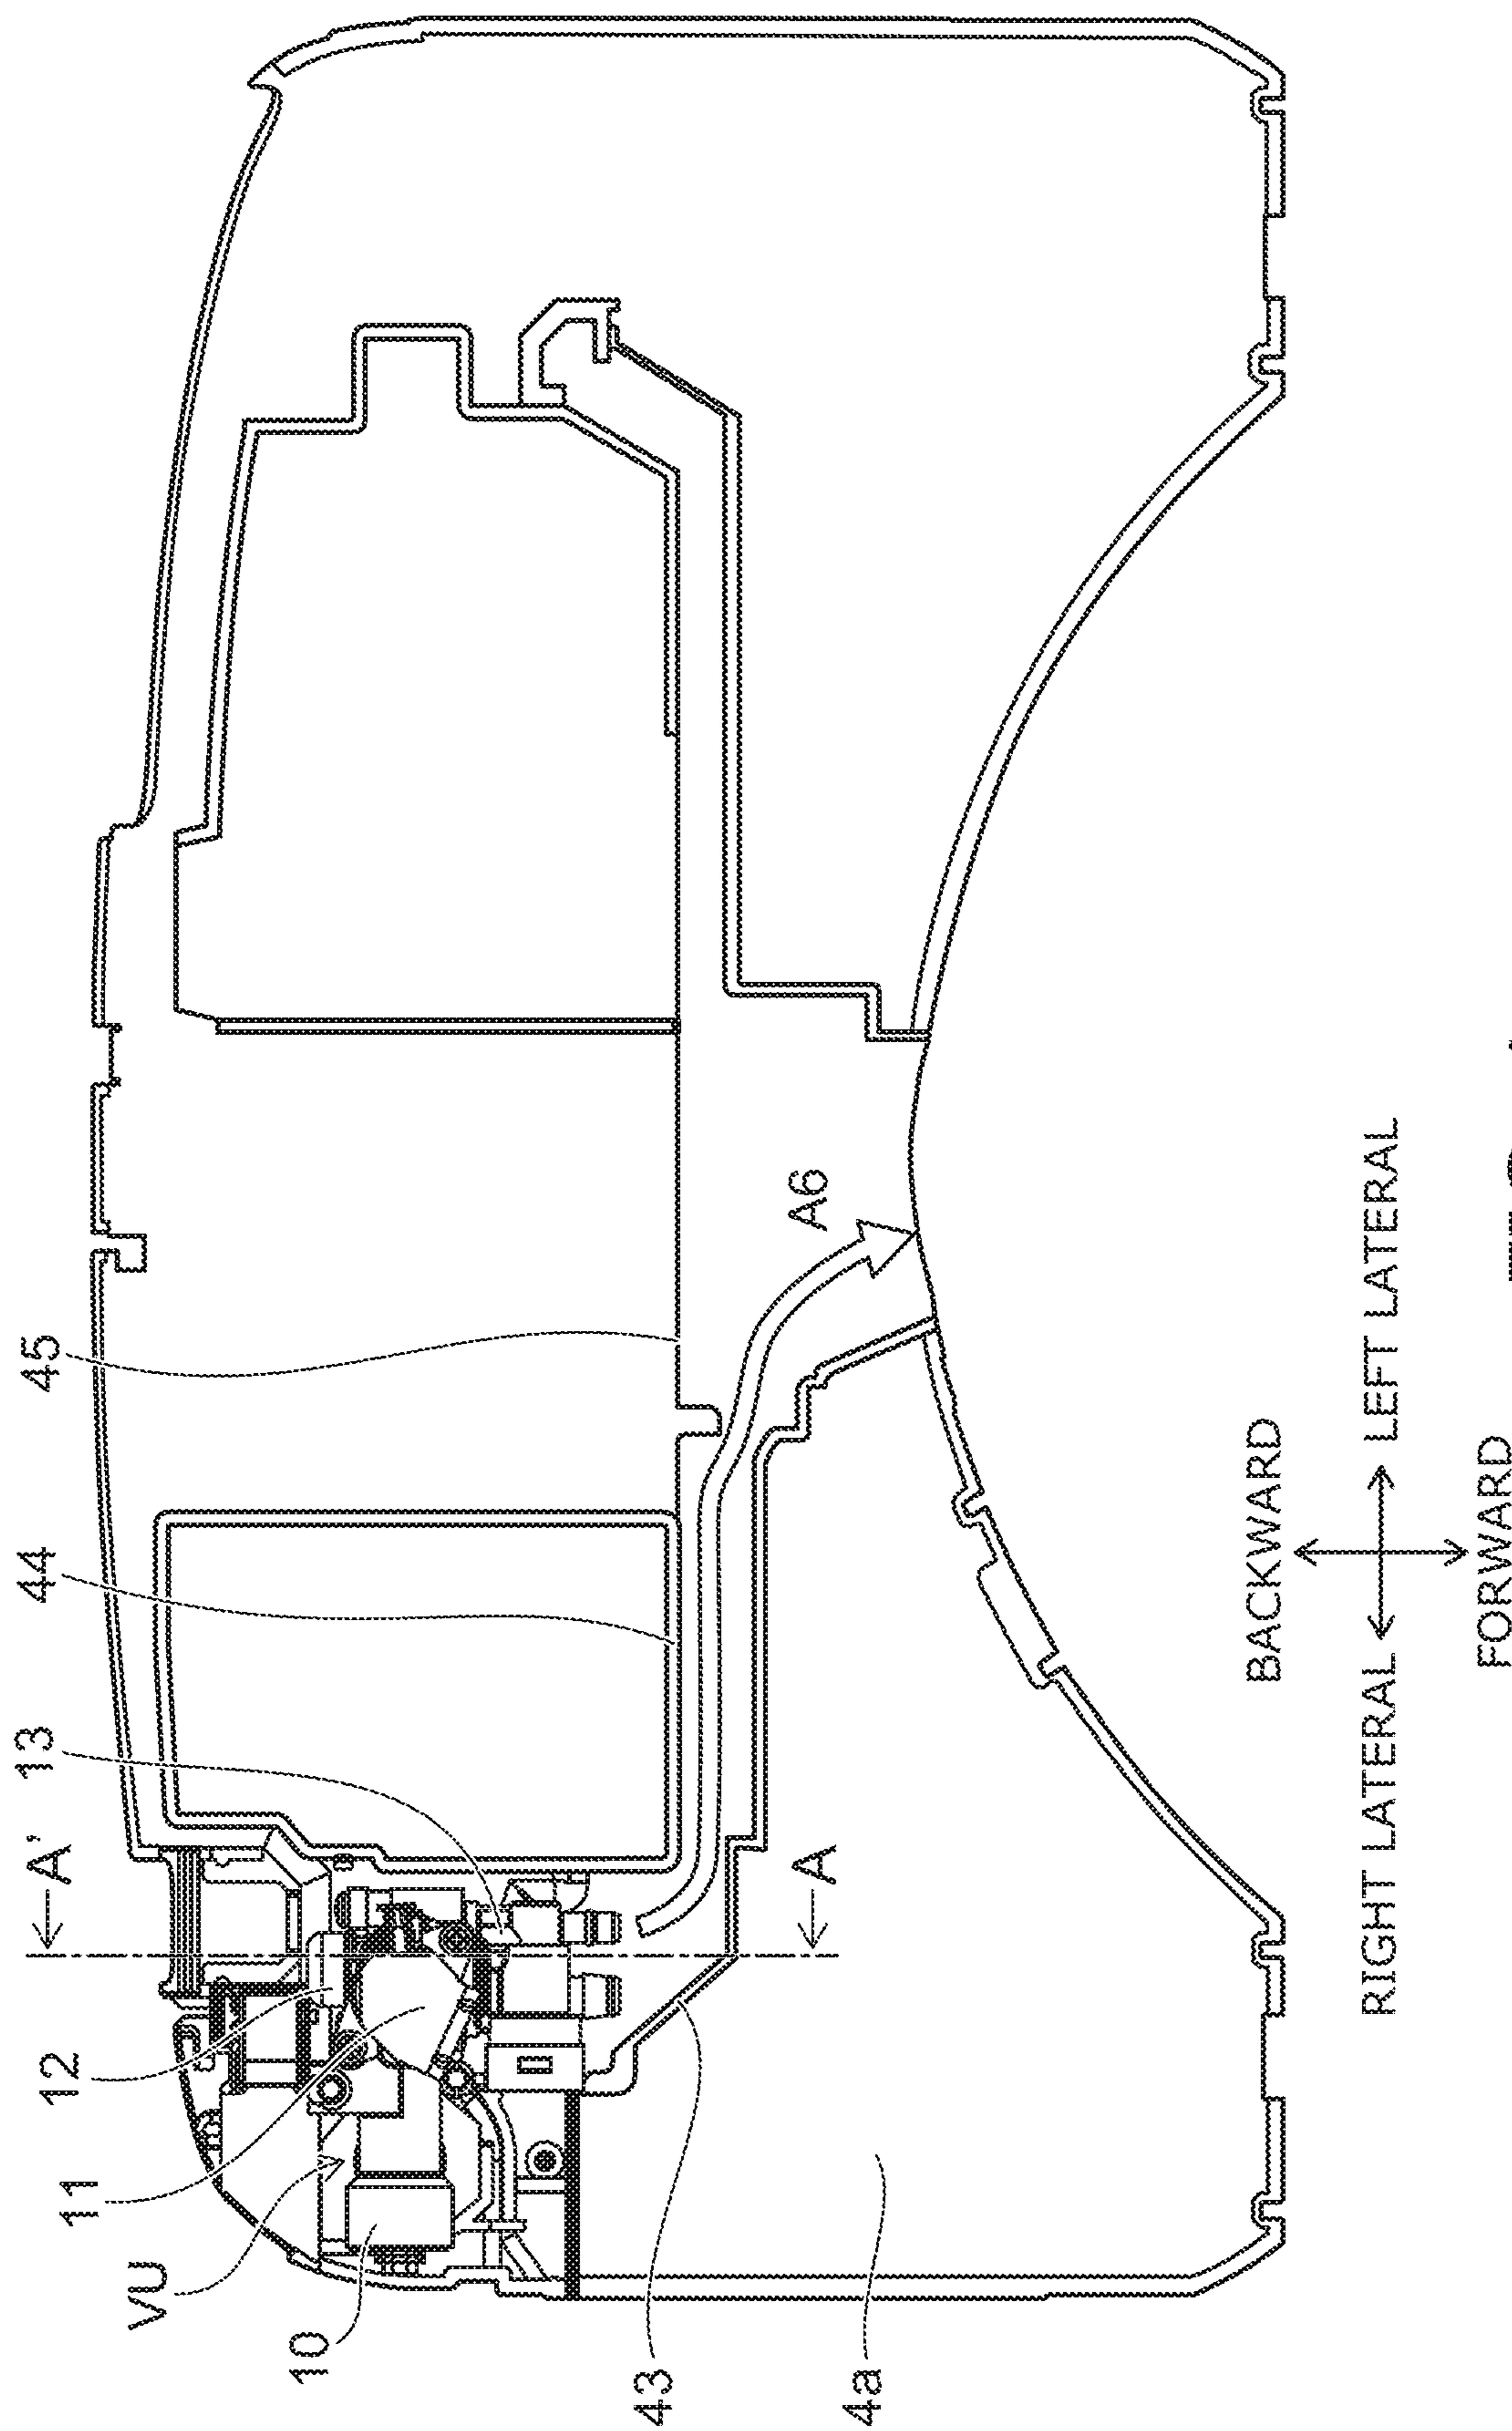 VU
10
11
12
A'
13
44
45
43
4a
A
A6
BACKWARD
RIGHT LATERAL
LEFT LATERAL
FORWARD